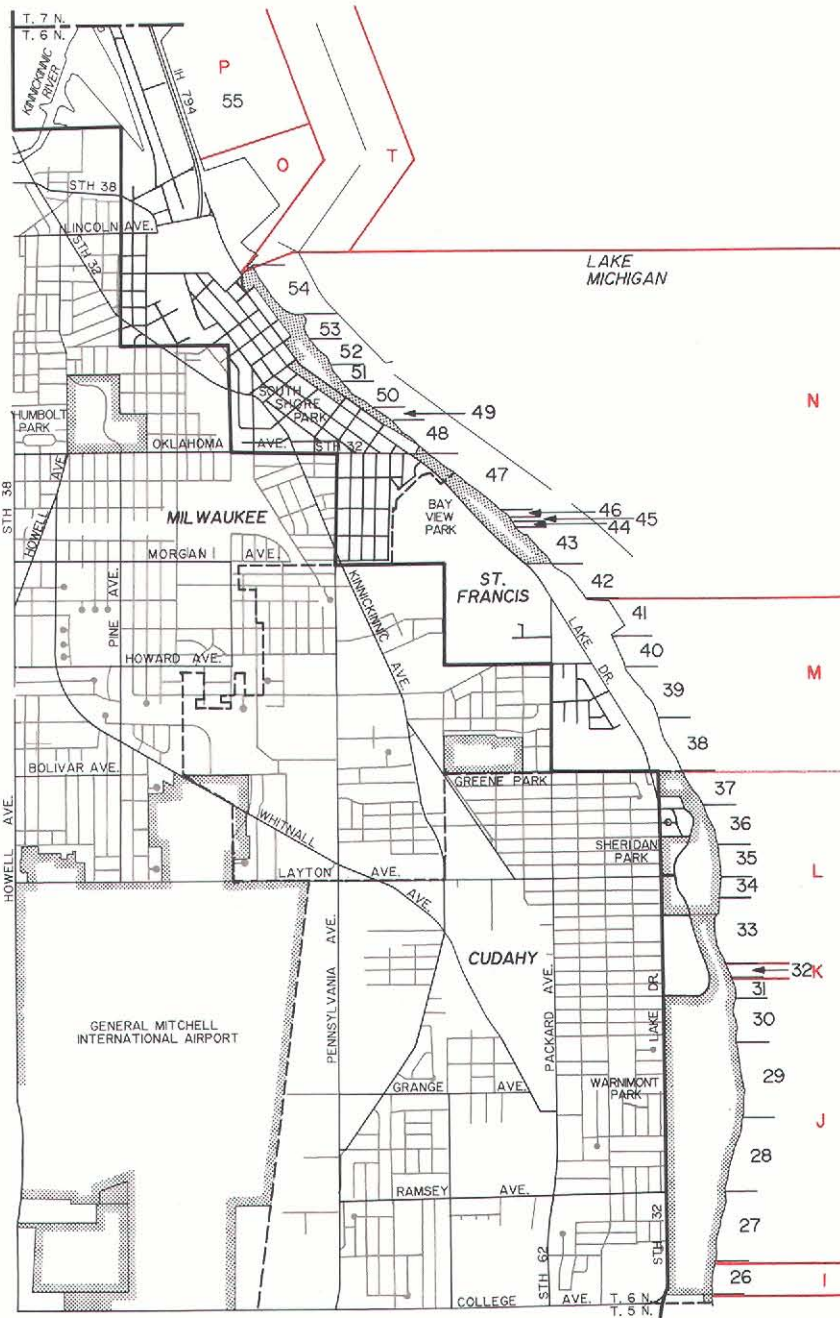 T. 7 N.
T. 6 N.
KINNICKINNIC
RIVER
IH 794
P
55
O
T
STH 38
LINCOLN AVE.
STH 32
LAKE
MICHIGAN
54
53
52
51
50
49
N
SOUTH
SHORE
PARK
HUMBOLT
PARK
OKLAHOMA AVE.
STH 32
48
47
46
45
44
43
42
STH 38
HOWELL AVE
MILWAUKEE
BAY
VIEW
PARK
MORGAN AVE.
ST.
FRANCIS
PINE AVE.
KINNICKINNIC AVE.
LAKE DR.
41
40
39
38
M
HOWARD AVE.
BOLIVAR AVE.
GREENE PARK
37
36
35
34
33
L
WHITNALL AVE.
SHERIDAN
PARK
HOWELL AVE.
LAYTON AVE.
PENNSYLVANIA AVE.
CUDAHY
PACKARD AVE.
LAKE DR.
32
K
31
30
29
28
27
J
GENERAL MITCHELL
INTERNATIONAL AIRPORT
GRANGE AVE.
WARNIMONT
PARK
RAMSEY AVE.
STH 62
STH 32
26
I
COLLEGE AVE.
T. 6 N.
T. 5 N.